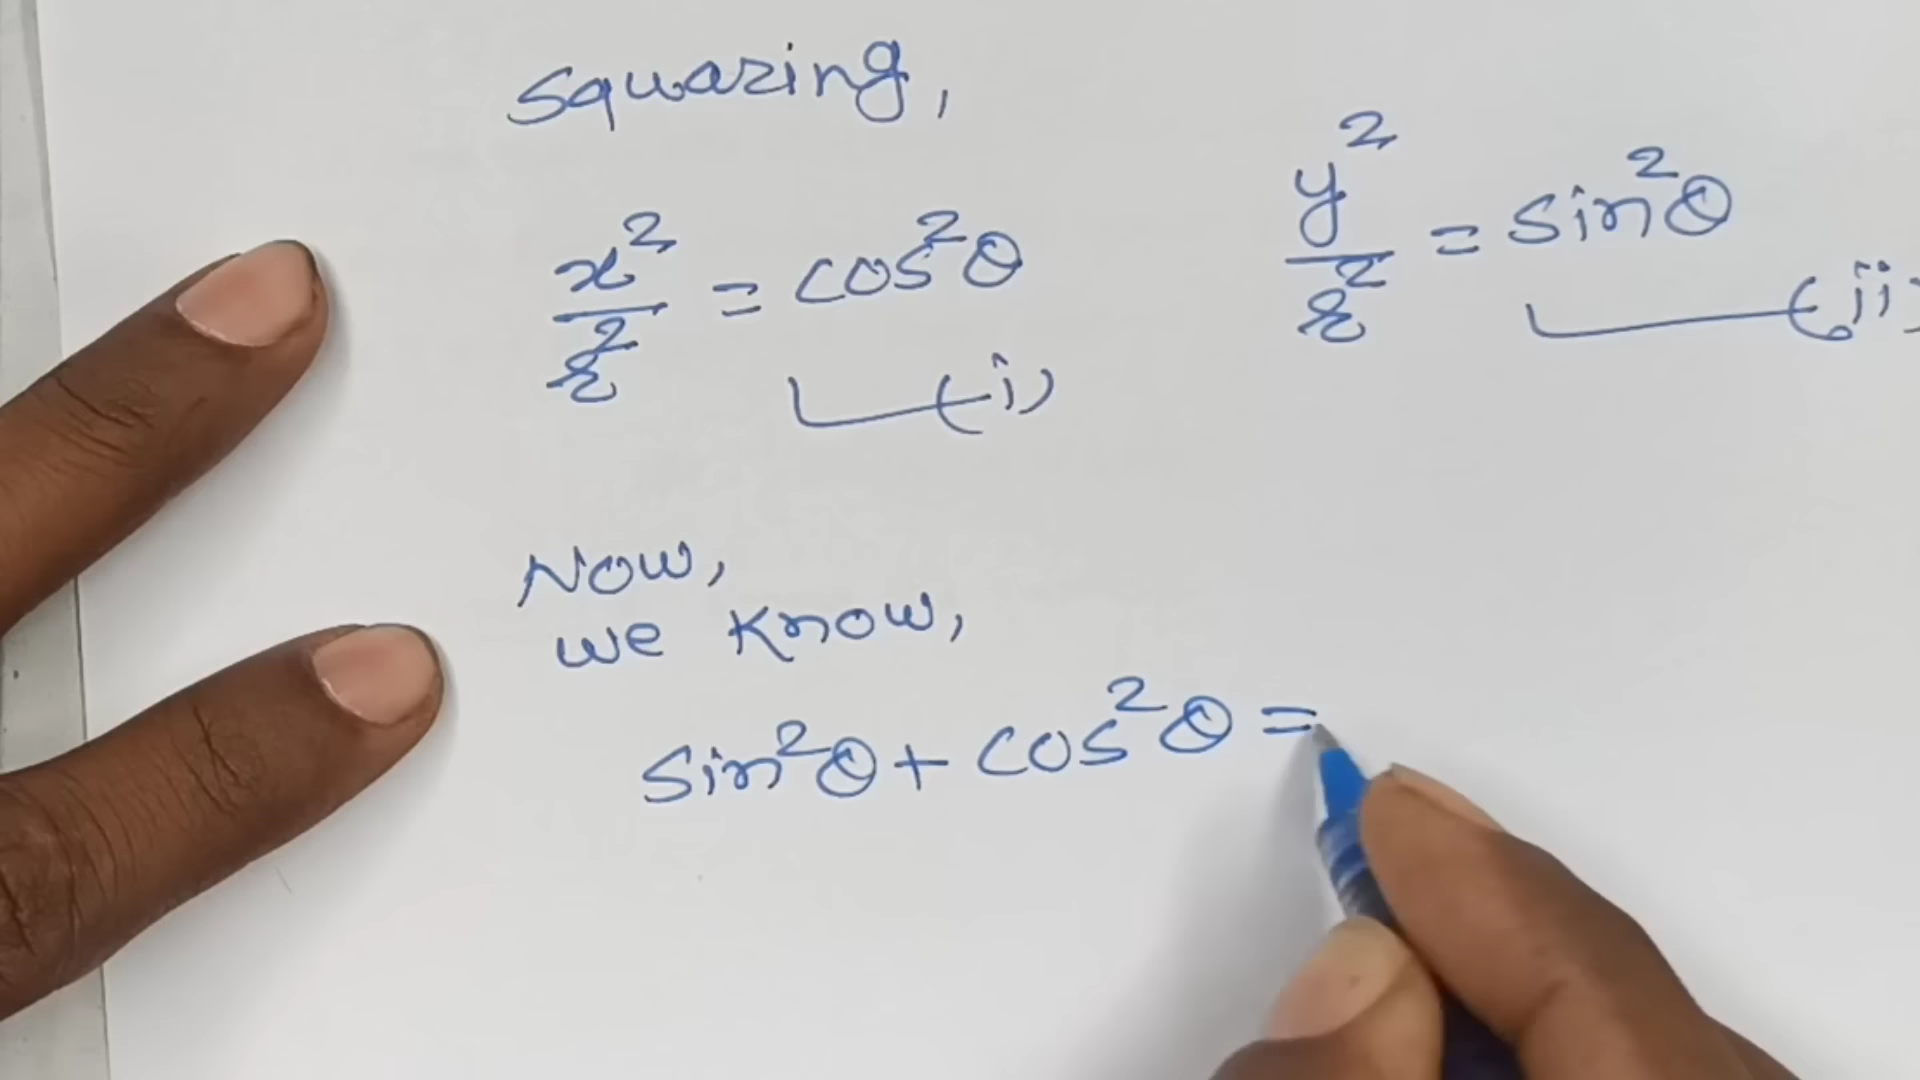 Squaring,
x²/r² = cos²θ (i)
y²/r² = sin²θ (ii)
Now,
we know,
sin²θ + cos²θ =